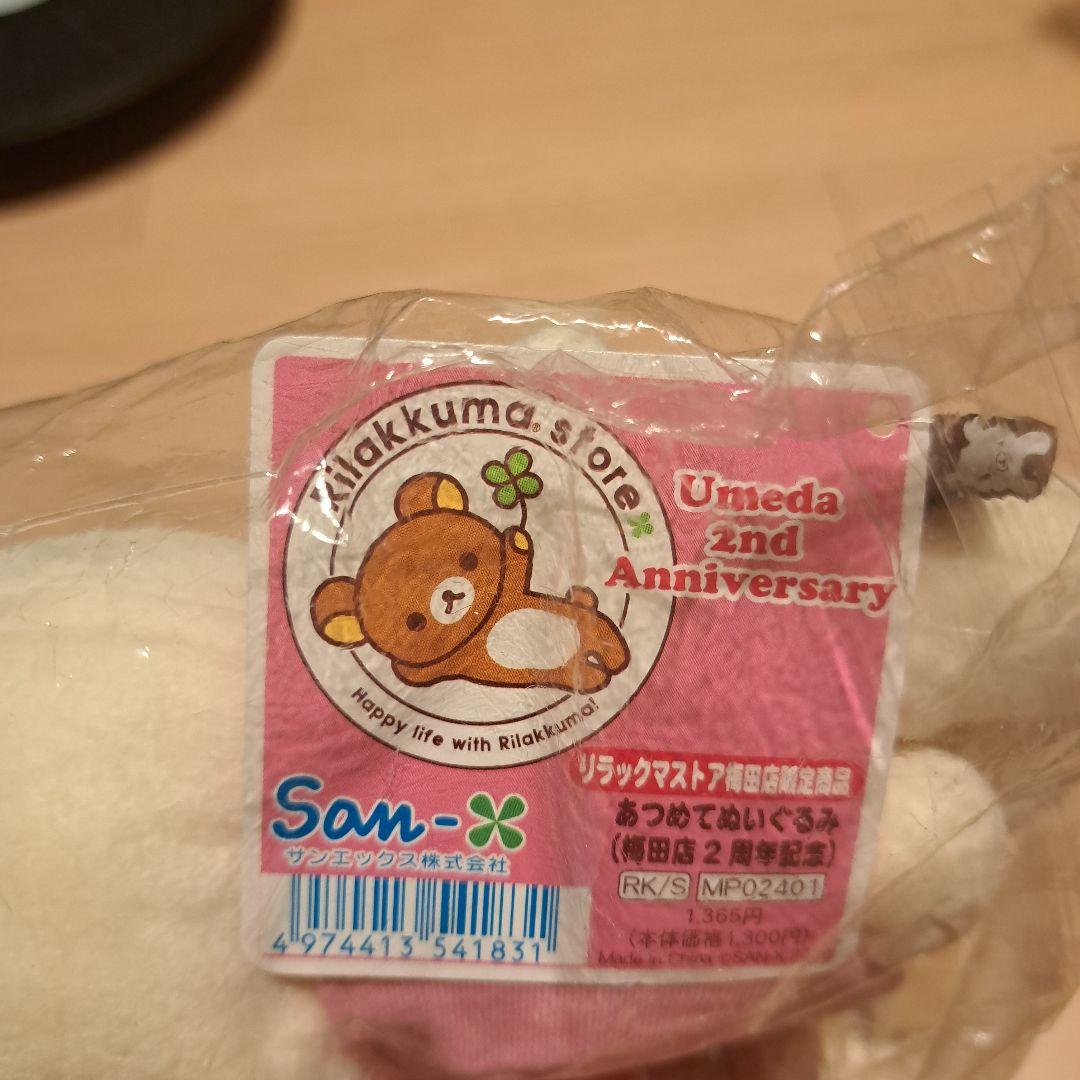 Rilakkuma® store
Happy life with Rilakkuma!
Umeda
2nd
Anniversary
リラックマストア梅田店限定商品
あつめてぬいぐるみ
(梅田店2周年記念)
RK/S MP02401
1,365円
(本体価格1,300円)
Made in China ©SAN-X
San-X
サンエックス株式会社
4 974413 541831